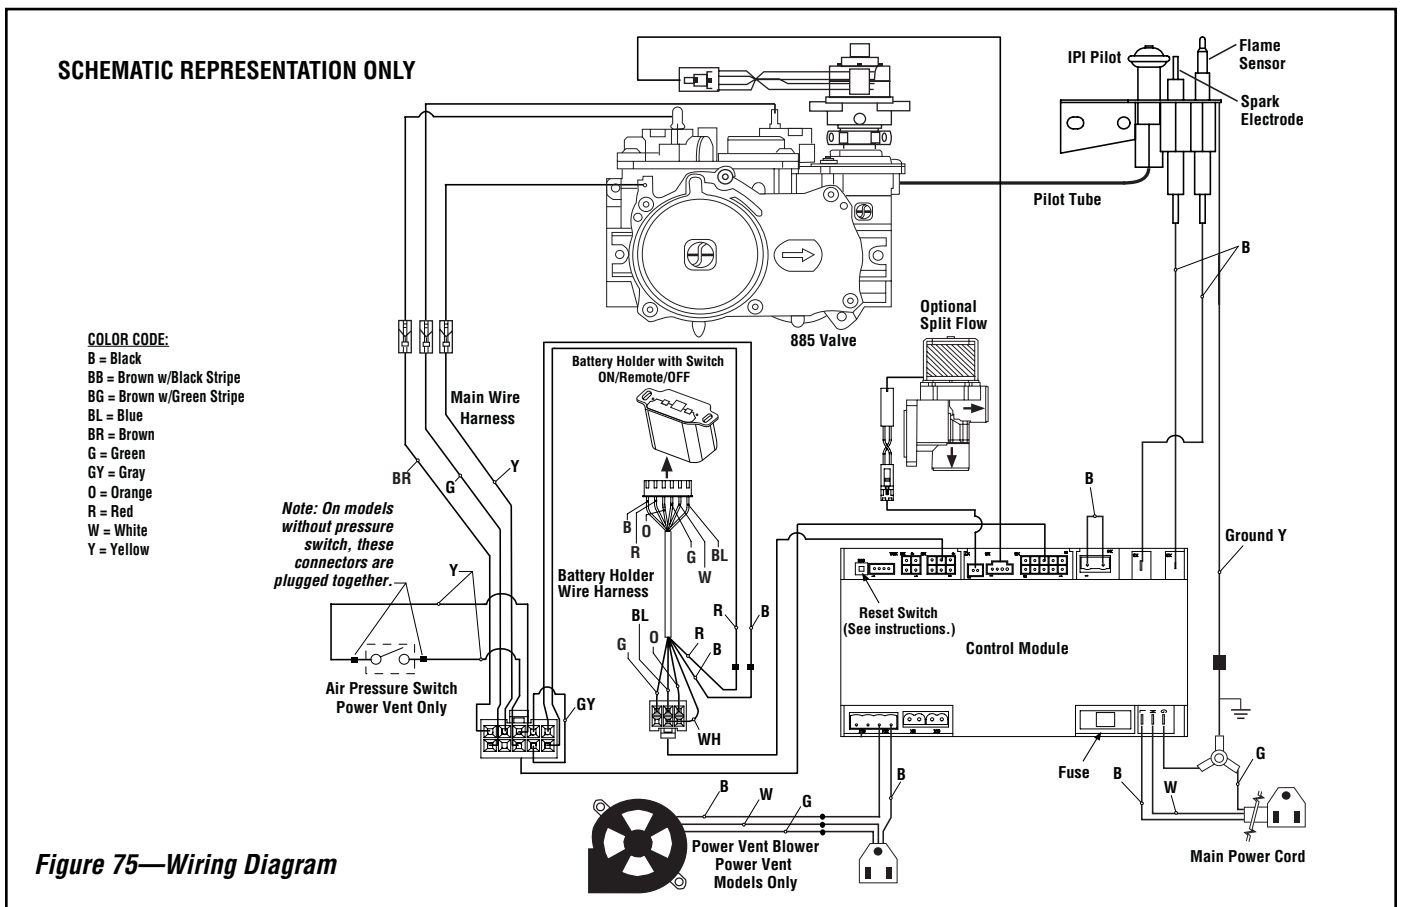 SCHEMATIC REPRESENTATION ONLY
IPI Pilot
Flame
Sensor
Spark
Electrode
Pilot Tube
B
885 Valve
Optional
Split Flow
COLOR CODE:
B = Black
BB = Brown w/Black Stripe
BG = Brown w/Green Stripe
BL = Blue
BR = Brown
G = Green
GY = Gray
O = Orange
R = Red
W = White
Y = Yellow
Battery Holder with Switch
ON/Remote/OFF
Main Wire
Harness
BR
G
Y
Note: On models
without pressure
switch, these
connectors are
plugged together.
Y
B
R
O
G
W
BL
Battery Holder
Wire Harness
BL
G
O
R
B
R
B
B
Ground Y
Reset Switch
(See instructions.)
Control Module
Air Pressure Switch
Power Vent Only
GY
WH
L
N
G
Fuse
B
W
G
B
B
W
G
Power Vent Blower
Power Vent
Models Only
Main Power Cord
Figure 75—Wiring Diagram